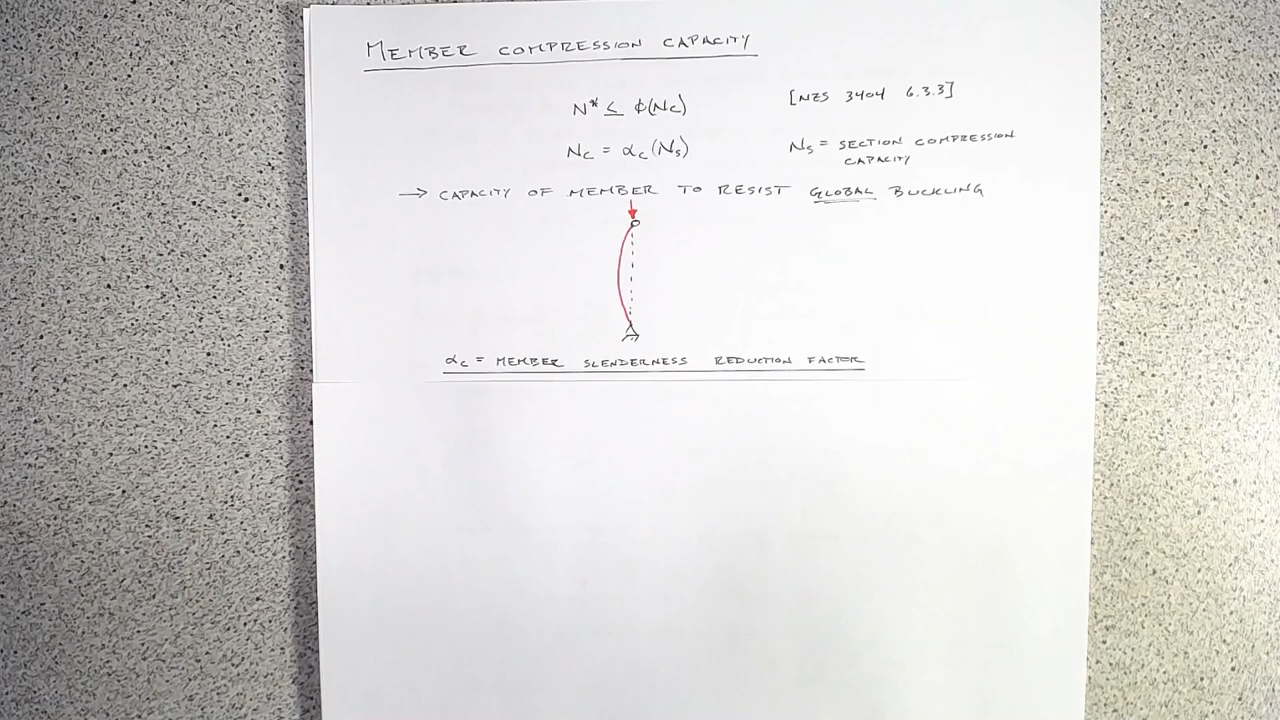 MEMBER COMPRESSION CAPACITY
N* ≤ ϕ(Nc) [NZS 3404 6.3.3]
Nc = αc(Ns) Ns = SECTION COMPRESSION
CAPACITY
→ CAPACITY OF MEMBER TO RESIST GLOBAL BUCKLING
αc = MEMBER SLENDERNESS REDUCTION FACTOR